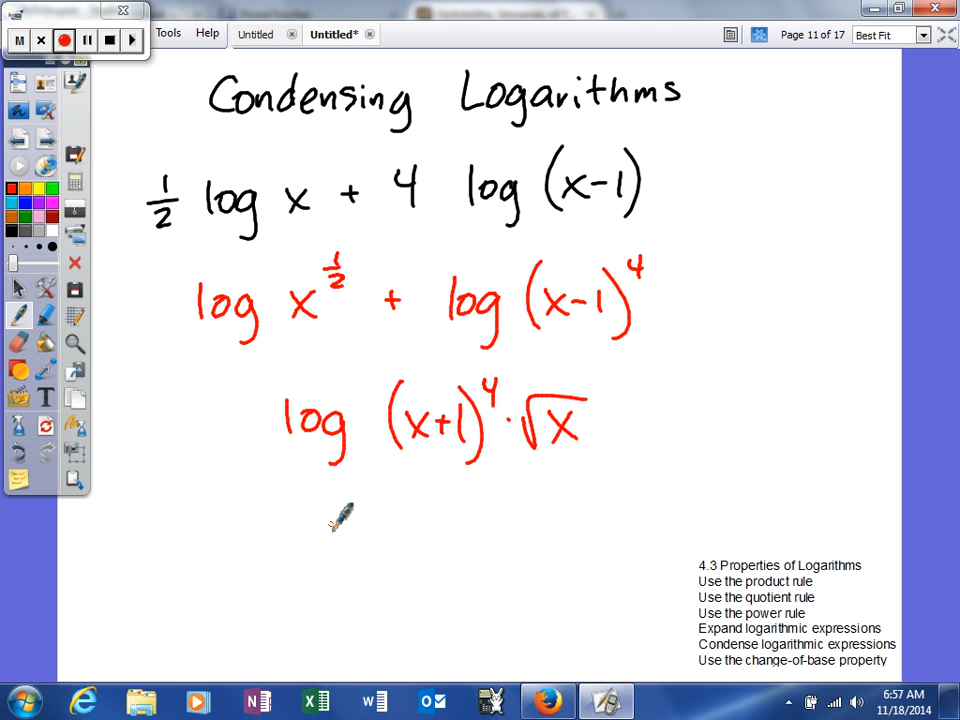 Tools Help Untitled Untitled* Page 11 of 17 Best Fit
M
Condensing Logarithms
1/2 log x + 4 log (x-1)
log x^1/2 + log (x-1)^4
log (x+1)^4 · √x
T
4.3 Properties of Logarithms
Use the product rule
Use the quotient rule
Use the power rule
Expand logarithmic expressions
Condense logarithmic expressions
Use the change-of-base property
6:57 AM
11/18/2014